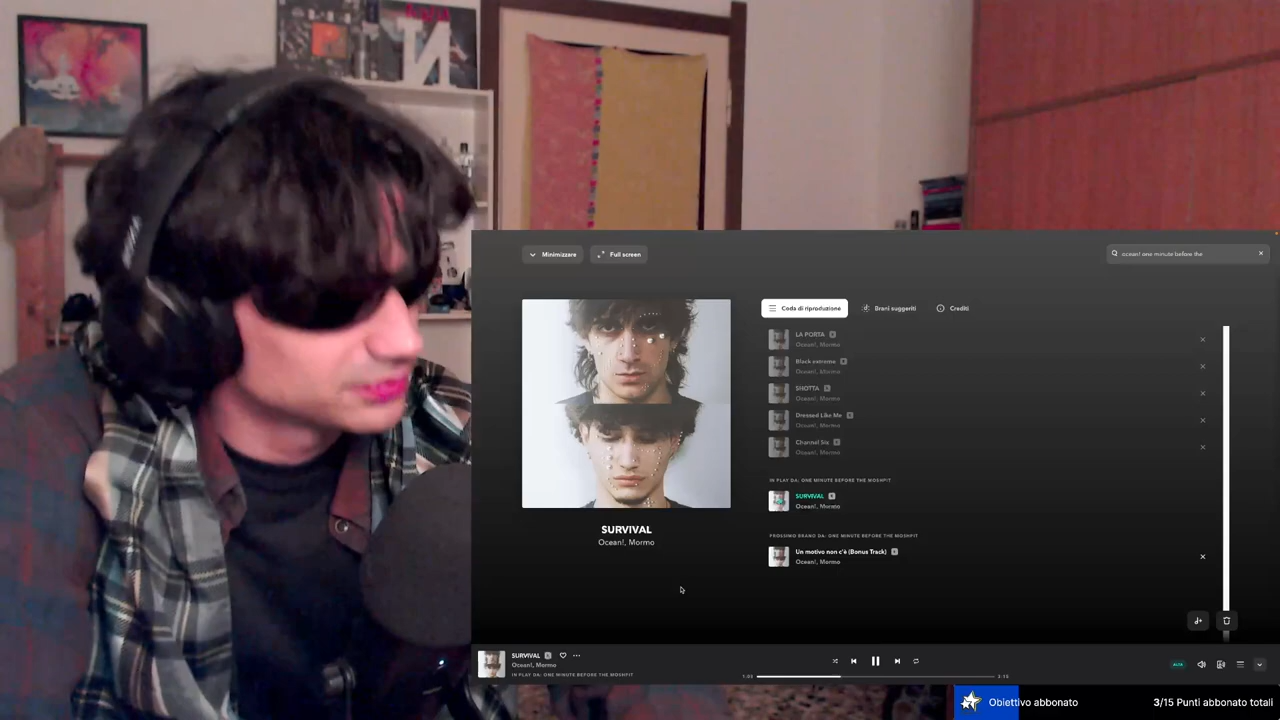 Minimizzare
Full screen
ocean! one minute before the
Coda di riproduzione
Brani suggeriti
Crediti
LA PORTA
Ocean!, Mormo
Black extreme
Ocean!, Mormo
SHOTTA
Ocean!, Mormo
Dressed Like Me
Ocean!, Mormo
Channel Six
Ocean!, Mormo
IN PLAY DA: ONE MINUTE BEFORE THE MOSHPIT
SURVIVAL
Ocean!, Mormo
PROSSIMO BRANO DA: ONE MINUTE BEFORE THE MOSHPIT
Un motivo non c'è (Bonus Track)
Ocean!, Mormo
SURVIVAL
Ocean!, Mormo
SURVIVAL
Ocean!, Mormo
IN PLAY DA: ONE MINUTE BEFORE THE MOSHPIT
1:03
Obiettivo abbonato
3/15 Punti abbonato totali